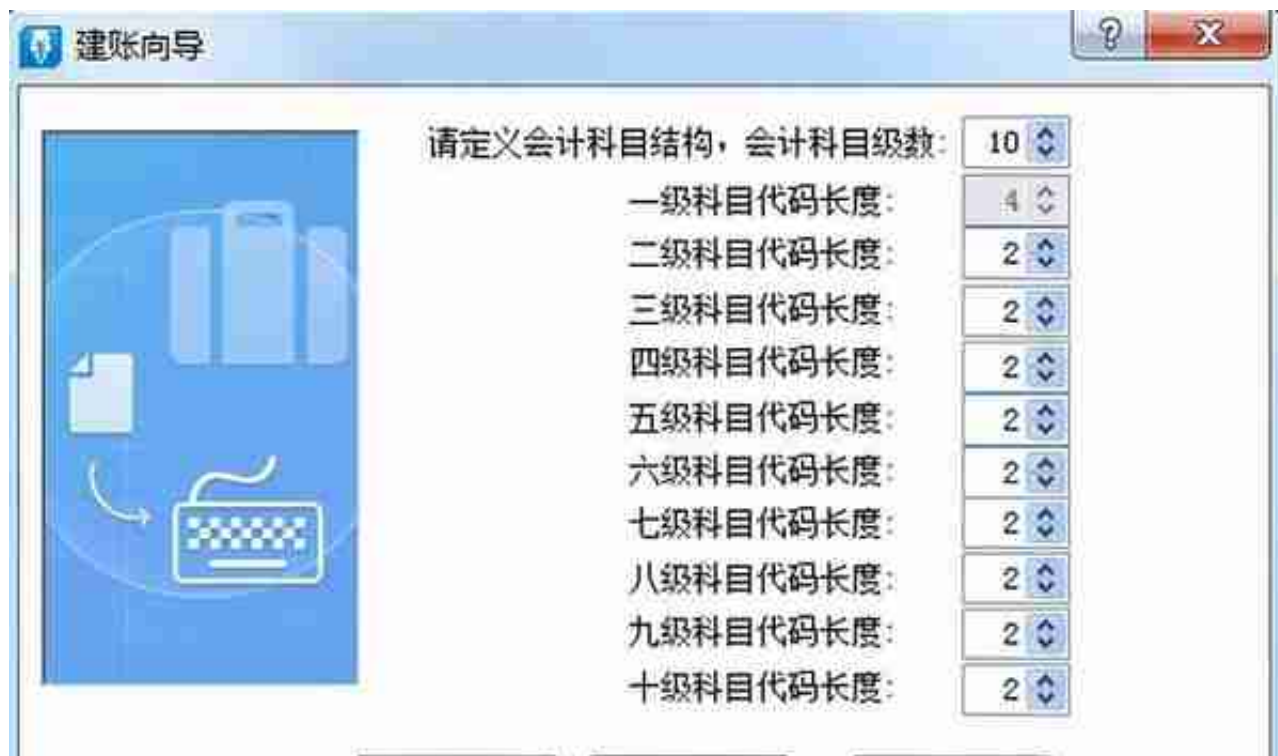 建账向导
请定义会计科目结构，会计科目级数: 10
一级科目代码长度: 4
二级科目代码长度: 2
三级科目代码长度: 2
四级科目代码长度: 2
五级科目代码长度: 2
六级科目代码长度: 2
七级科目代码长度: 2
八级科目代码长度: 2
九级科目代码长度: 2
十级科目代码长度: 2